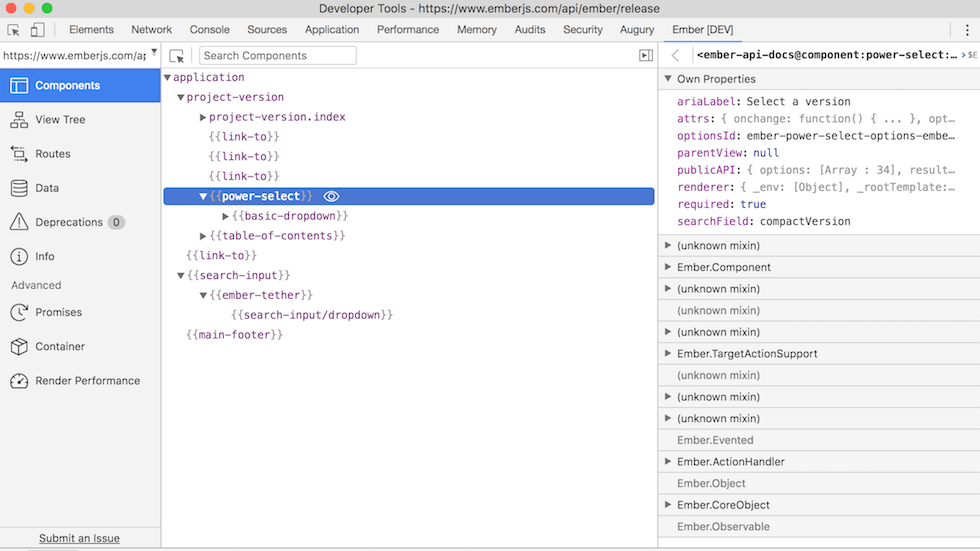 Developer Tools - https://www.emberjs.com/api/ember/release
Elements Network Console Sources Application Performance Memory Audits Security Augury Ember [DEV]
https://www.emberjs.com/ap
Search Components
<ember-api-docs@component:power-select:… › $E
Components
View Tree
Routes
Data
Deprecations 0
Info
Advanced
Promises
Container
Render Performance
Submit an Issue
application
project-version
project-version.index
{{link-to}}
{{link-to}}
{{link-to}}
{{power-select}}
{{basic-dropdown}}
{{table-of-contents}}
{{link-to}}
{{search-input}}
{{ember-tether}}
{{search-input/dropdown}}
{{main-footer}}
Own Properties
ariaLabel: Select a version
attrs: { onchange: function() { ... }, opt…
optionsId: ember-power-select-options-embe…
parentView: null
publicAPI: { options: [Array : 34], result…
renderer: { _env: [Object], _rootTemplate:…
required: true
searchField: compactVersion
(unknown mixin)
Ember.Component
(unknown mixin)
(unknown mixin)
(unknown mixin)
Ember.TargetActionSupport
(unknown mixin)
(unknown mixin)
(unknown mixin)
Ember.Evented
Ember.ActionHandler
Ember.Object
Ember.CoreObject
Ember.Observable